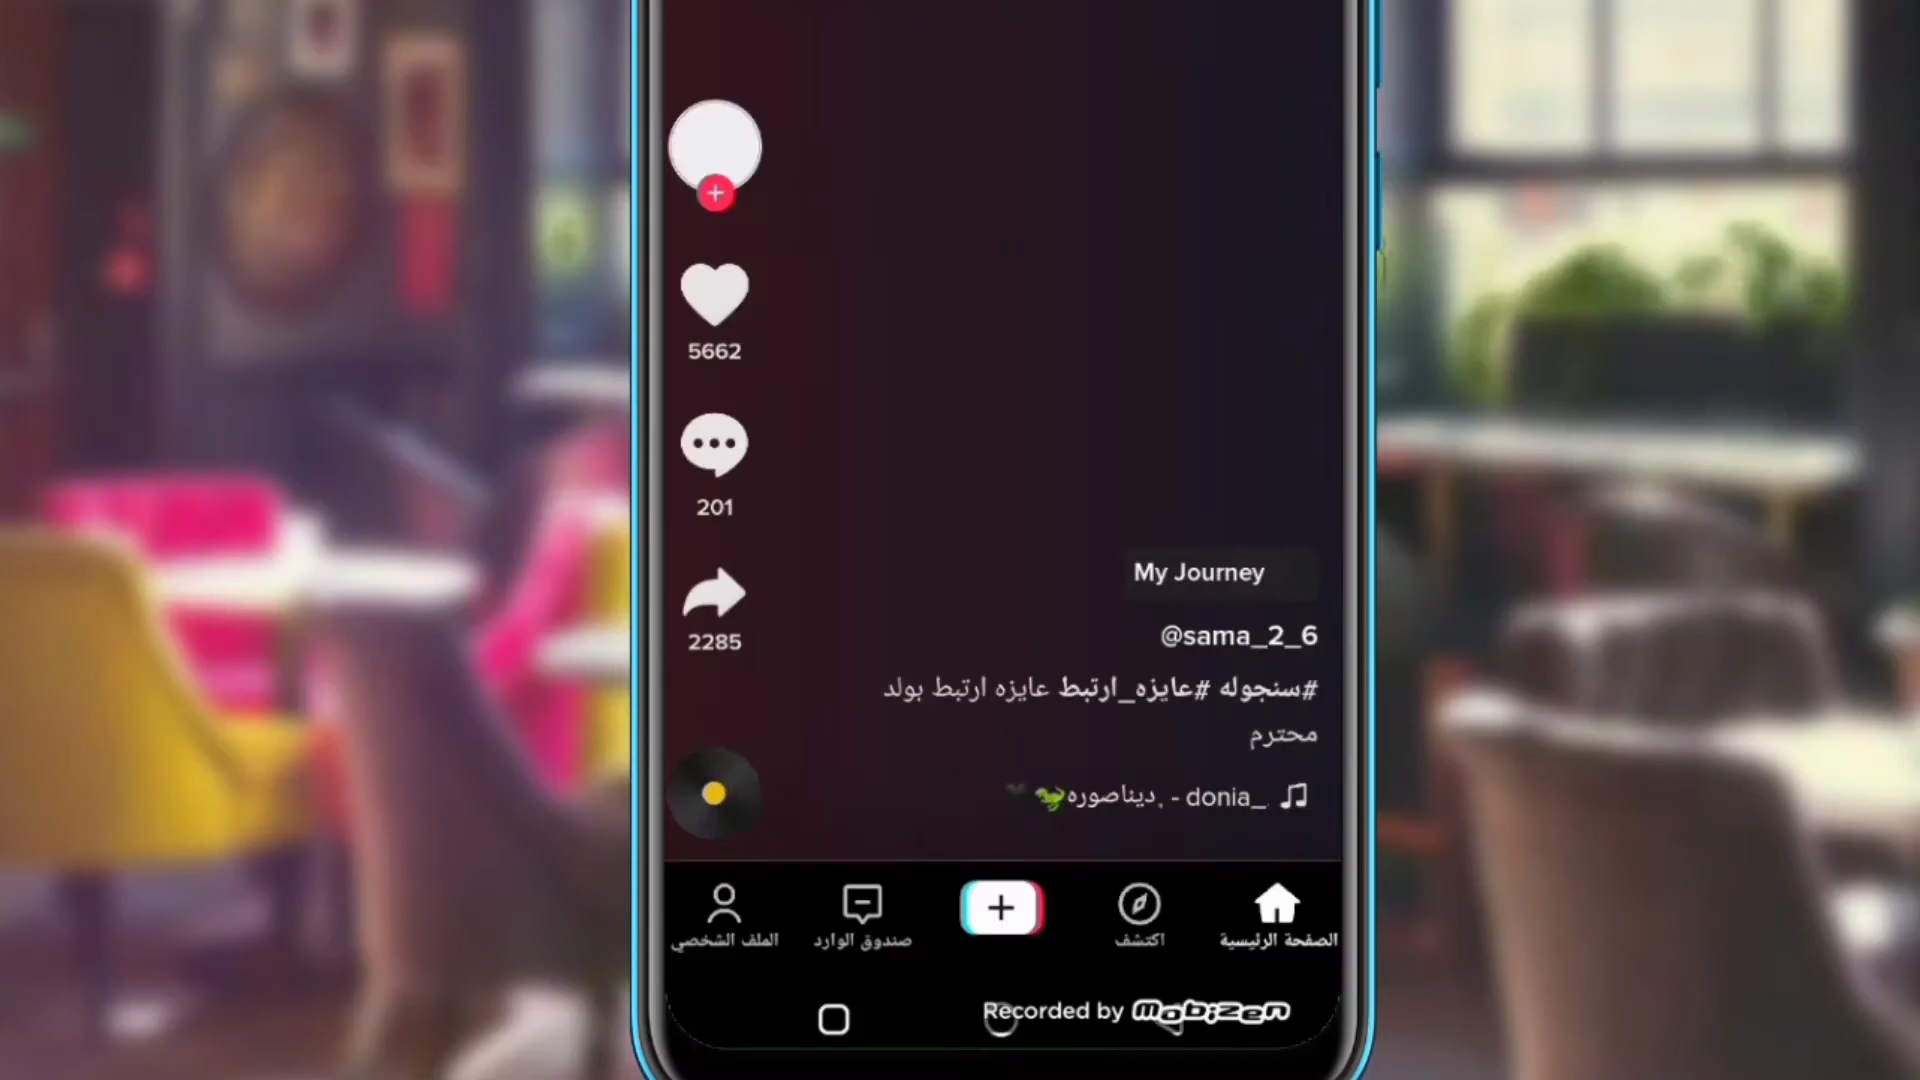 5662
201
2285
My Journey
@sama_2_6
#سنجوله #عايزه_ارتبط عايزه ارتبط بولد
محترم
ديناصوره - donia_
الصفحة الرئيسية
اكتشف
صندوق الوارد
الملف الشخصي
Recorded by mobizen